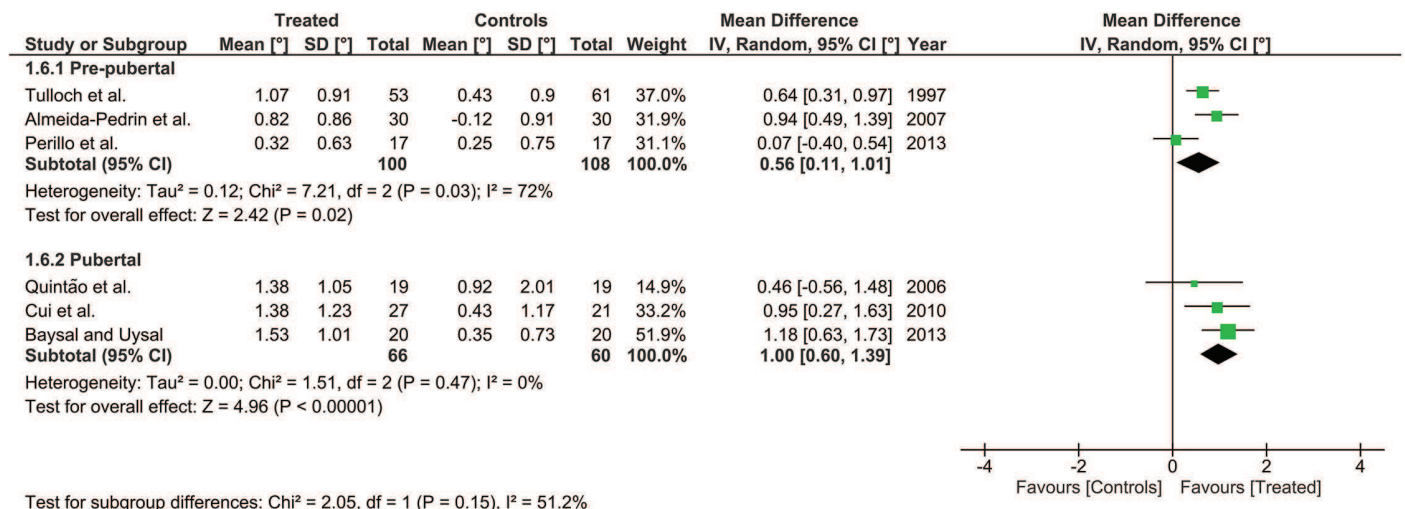 Treated Controls Mean Difference Mean Difference
Study or Subgroup Mean [°] SD [°] Total Mean [°] SD [°] Total Weight IV, Random, 95% CI [°] Year IV, Random, 95% CI [°]
1.6.1 Pre-pubertal
Tulloch et al. 1.07 0.91 53 0.43 0.9 61 37.0% 0.64 [0.31, 0.97] 1997
Almeida-Pedrin et al. 0.82 0.86 30 -0.12 0.91 30 31.9% 0.94 [0.49, 1.39] 2007
Perillo et al. 0.32 0.63 17 0.25 0.75 17 31.1% 0.07 [-0.40, 0.54] 2013
Subtotal (95% CI) 100 108 100.0% 0.56 [0.11, 1.01]
Heterogeneity: Tau² = 0.12; Chi² = 7.21, df = 2 (P = 0.03); I² = 72%
Test for overall effect: Z = 2.42 (P = 0.02)
1.6.2 Pubertal
Quintão et al. 1.38 1.05 19 0.92 2.01 19 14.9% 0.46 [-0.56, 1.48] 2006
Cui et al. 1.38 1.23 27 0.43 1.17 21 33.2% 0.95 [0.27, 1.63] 2010
Baysal and Uysal 1.53 1.01 20 0.35 0.73 20 51.9% 1.18 [0.63, 1.73] 2013
Subtotal (95% CI) 66 60 100.0% 1.00 [0.60, 1.39]
Heterogeneity: Tau² = 0.00; Chi² = 1.51, df = 2 (P = 0.47); I² = 0%
Test for overall effect: Z = 4.96 (P < 0.00001)
-4 -2 0 2 4
Favours [Controls] Favours [Treated]
Test for subgroup differences: Chi² = 2.05, df = 1 (P = 0.15), I² = 51.2%